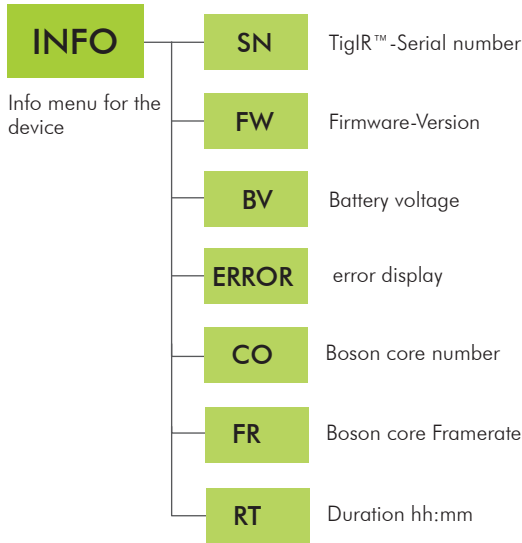 INFO
Info menu for the
device
SN TigIR™-Serial number
FW Firmware-Version
BV Battery voltage
ERROR error display
CO Boson core number
FR Boson core Framerate
RT Duration hh:mm